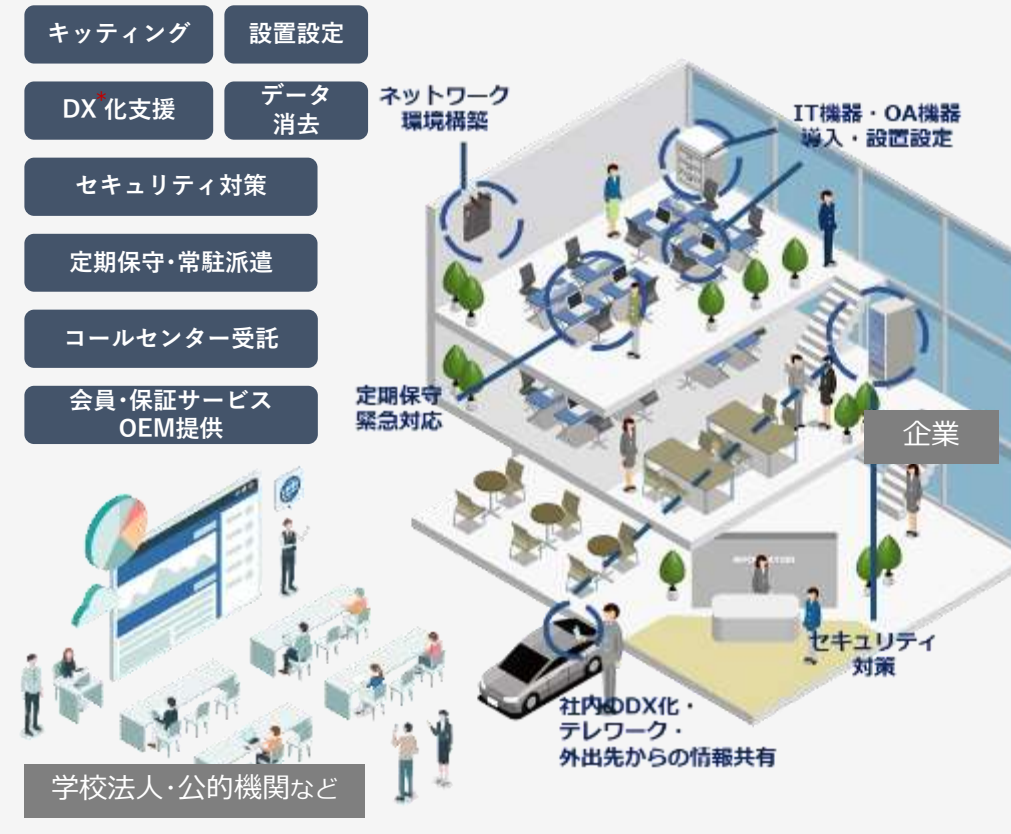 キッティング
設置設定
DX*化支援
データ
消去
セキュリティ対策
定期保守･常駐派遣
コールセンター受託
会員･保証サービス
OEM提供
ネットワーク
環境構築
IT機器・OA機器
導入・設置設定
定期保守
緊急対応
企業
セキュリティ
対策
社内のDX化・
テレワーク・
外出先からの情報共有
学校法人･公的機関など